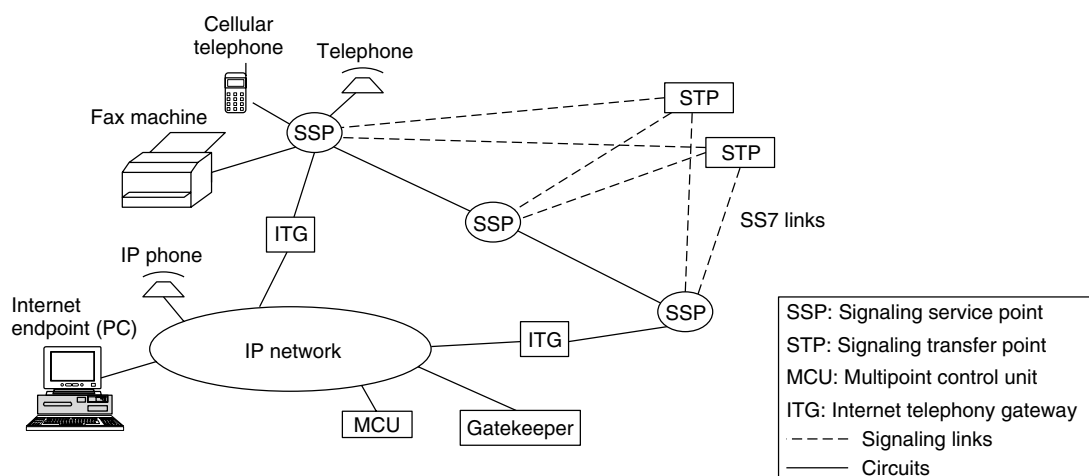 Cellular
telephone
Telephone
Fax machine
SSP
STP
STP
SSP
SS7 links
ITG
IP phone
Internet
endpoint (PC)
SSP
IP network
ITG
MCU
Gatekeeper
SSP: Signaling service point
STP: Signaling transfer point
MCU: Multipoint control unit
ITG: Internet telephony gateway
Signaling links
Circuits